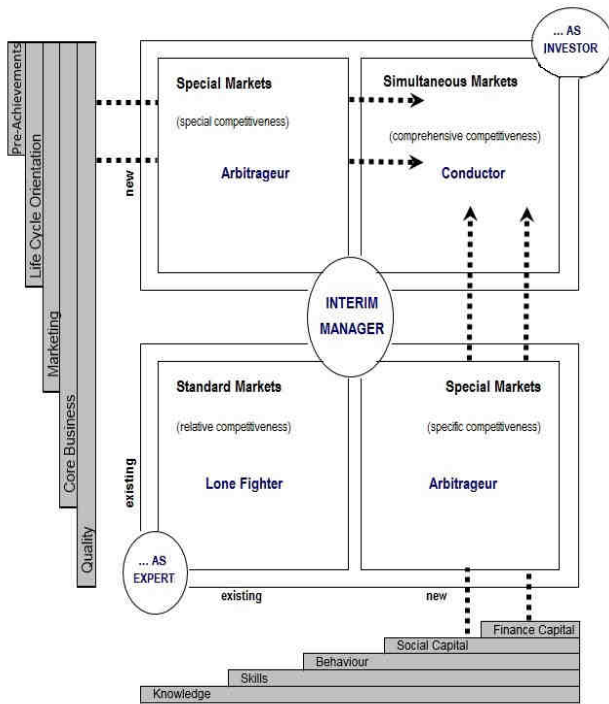 ... AS
INVESTOR
Pre-Achievements
Life Cycle Orientation
Marketing
Core Business
Quality
new
Special Markets
(special competitiveness)
Arbitrageur
Simultaneous Markets
(comprehensive competitiveness)
Conductor
INTERIM
MANAGER
existing
Standard Markets
(relative competitiveness)
Lone Fighter
Special Markets
(specific competitiveness)
Arbitrageur
... AS
EXPERT
existing
new
Finance Capital
Social Capital
Behaviour
Skills
Knowledge